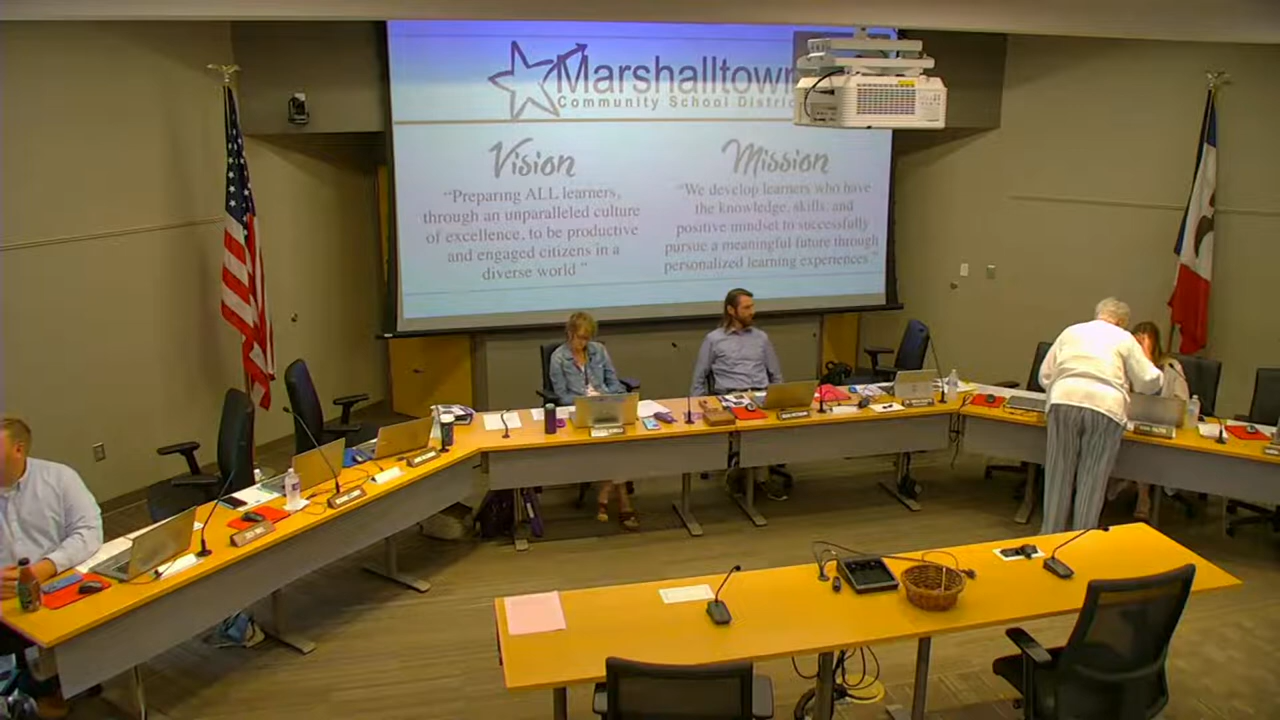 Marshalltown
Community School District
Vision
Mission
"Preparing ALL learners,
through an unparalleled culture
of excellence, to be productive
and engaged citizens in a
diverse world "
"We develop learners who have
the knowledge, skills, and
positive mindset to successfully
pursue a meaningful future through
personalized learning experiences"